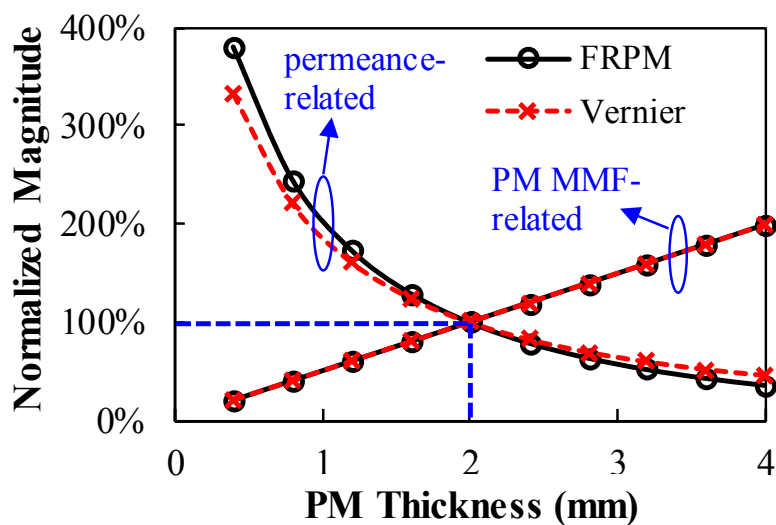 400%
300%
200%
100%
0%
Normalized Magnitude
permeance-
related
FRPM
Vernier
PM MMF-
related
0 1 2 3 4
PM Thickness (mm)